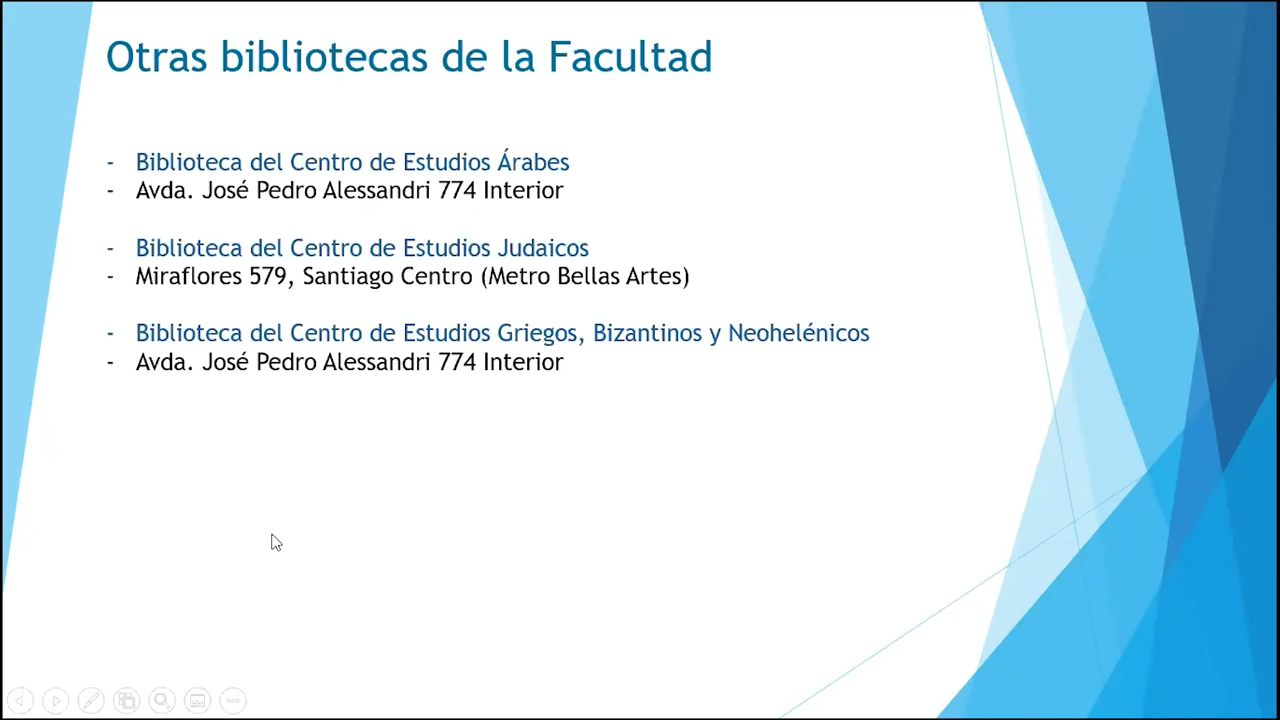 Otras bibliotecas de la Facultad
- Biblioteca del Centro de Estudios Árabes
- Avda. José Pedro Alessandri 774 Interior
- Biblioteca del Centro de Estudios Judaicos
- Miraflores 579, Santiago Centro (Metro Bellas Artes)
- Biblioteca del Centro de Estudios Griegos, Bizantinos y Neohelénicos
- Avda. José Pedro Alessandri 774 Interior